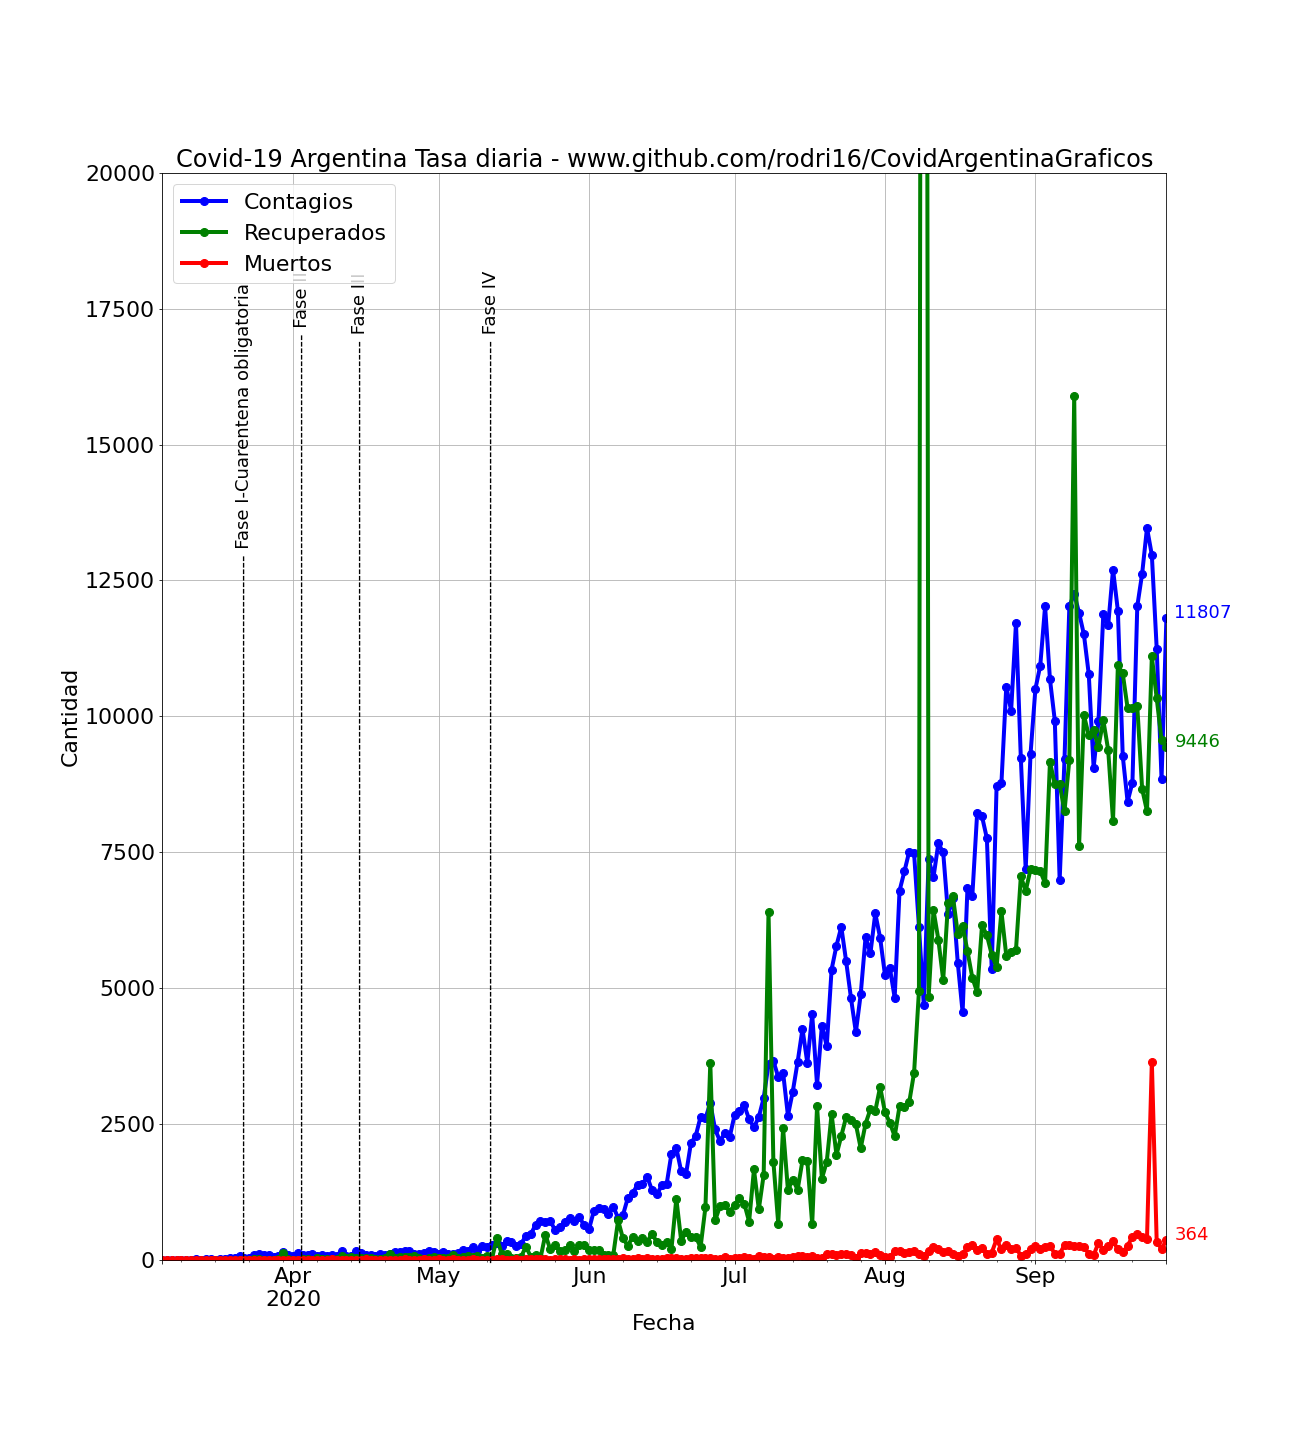 Covid-19 Argentina Tasa diaria - www.github.com/rodri16/CovidArgentinaGraficos
Contagios
Recuperados
Muertos
Fase I-Cuarentena obligatoria
Fase II
Fase III
Fase IV
20000
17500
15000
12500
10000
7500
5000
2500
0
Cantidad
11807
9446
364
Apr
2020
May
Jun
Jul
Aug
Sep
Fecha